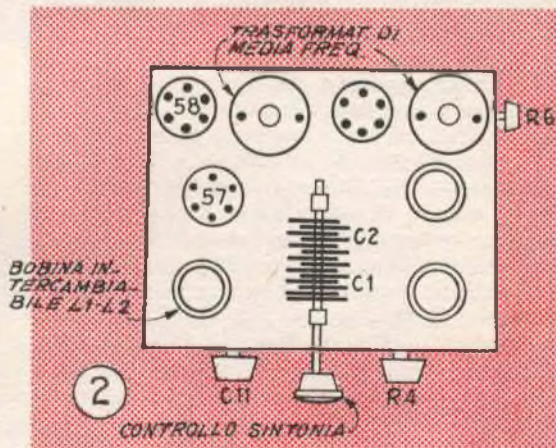 TRASFORMAT DI
MEDIA FREQ.
58
R6
57
C2
C1
BOBINA IN-
TERCAMBIA-
BILE L1-L2
C11
R4
2
CONTROLLO SINTONIA